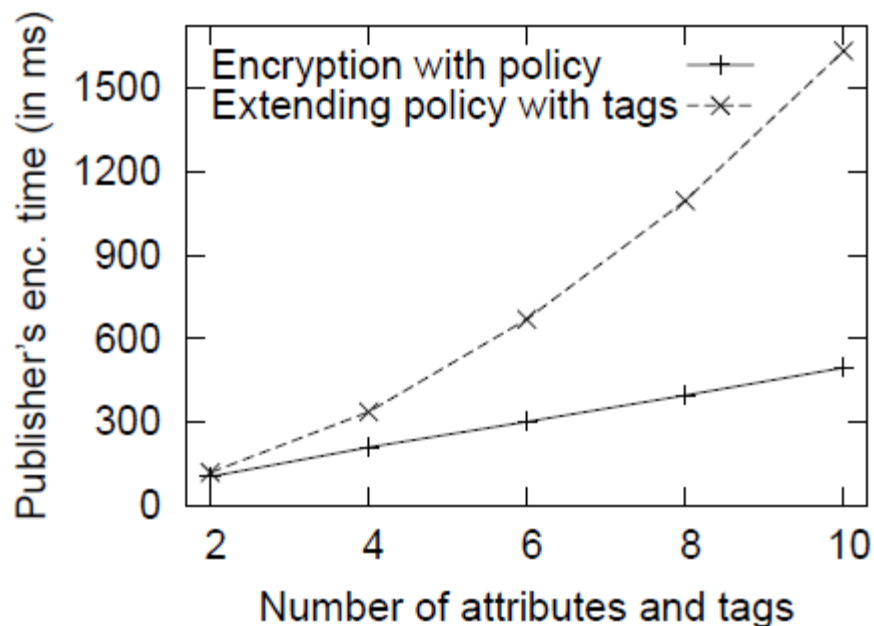 Publisher's enc. time (in ms)
Encryption with policy
Extending policy with tags
1500
1200
900
600
300
0
2 4 6 8 10
Number of attributes and tags